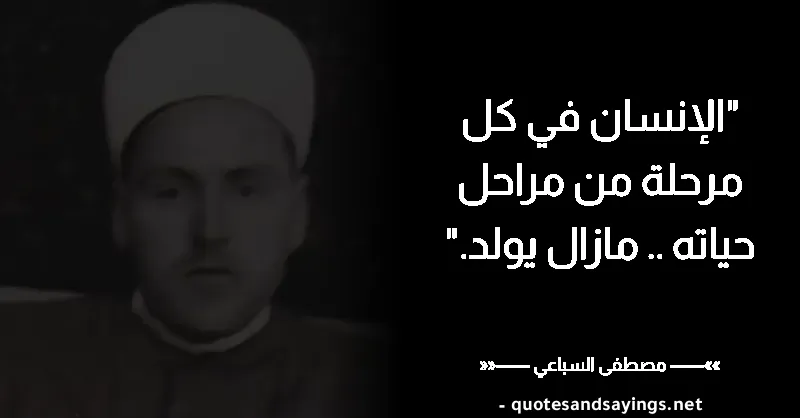 "الإنسان في كل
مرحلة من مراحل
حياته .. مازال يولد."
»»—— مصطفى السباعي ——««
- quotesandsayings.net